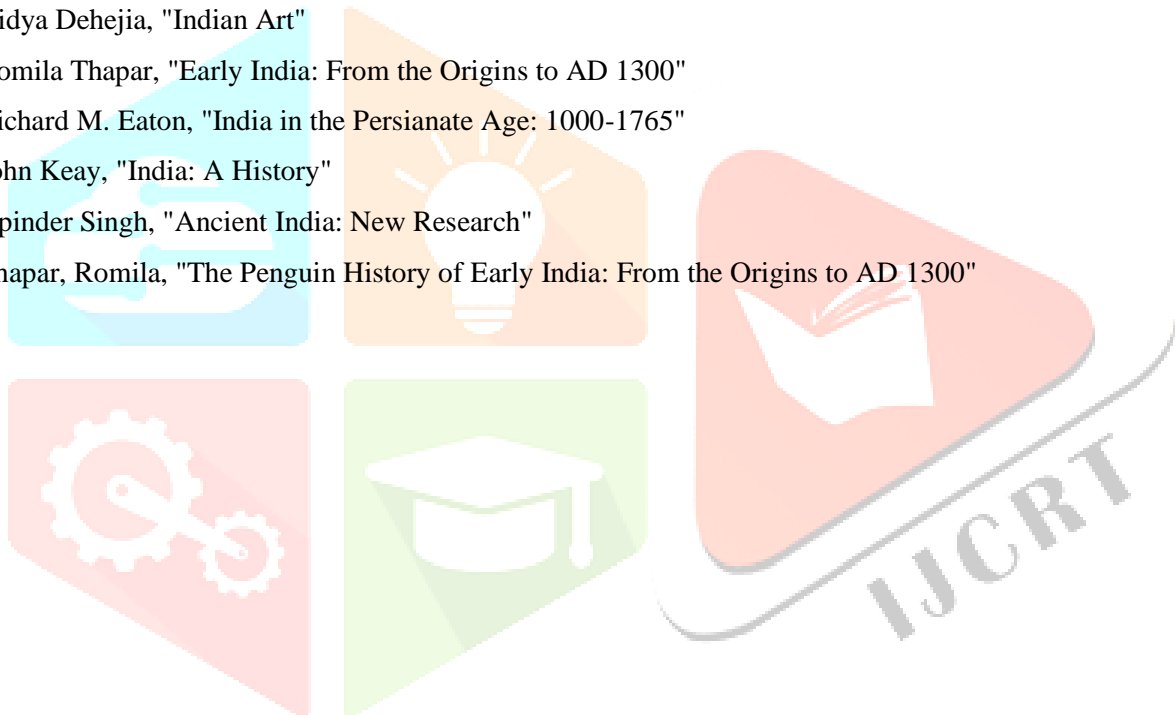 idya Dehejia, "Indian Art"
omila Thapar, "Early India: From the Origins to AD 1300"
ichard M. Eaton, "India in the Persianate Age: 1000-1765"
ohn Keay, "India: A History"
pinder Singh, "Ancient India: New Research"
hapar, Romila, "The Penguin History of Early India: From the Origins to AD 1300"
IJCRT